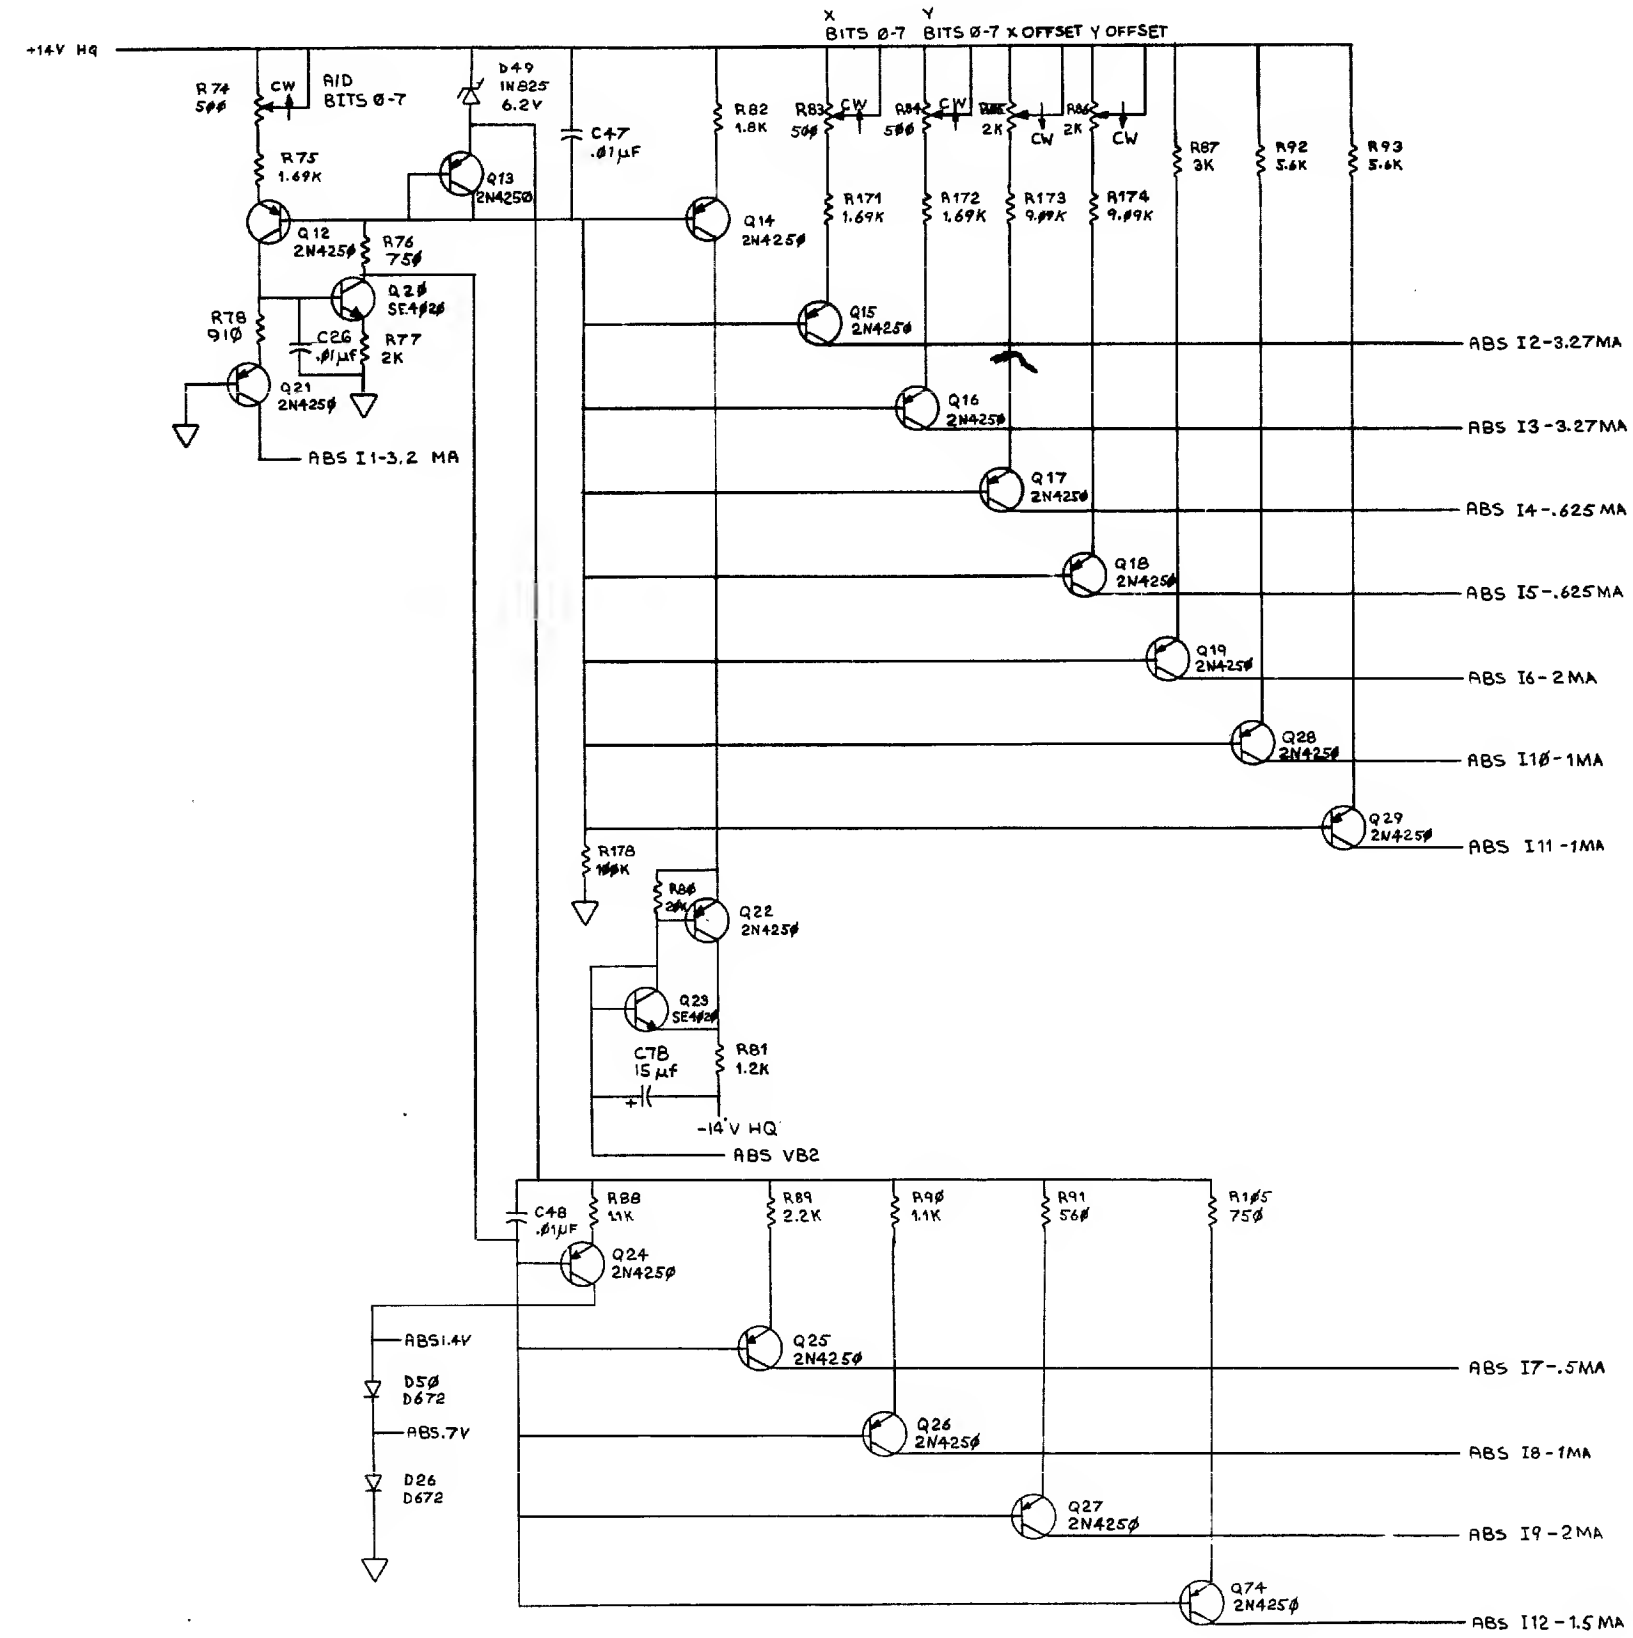 X
BITS Ø-7
Y
BITS Ø-7
X OFFSET
Y OFFSET
+14V HQ
R74
5ØØ
CW
A/D
BITS Ø-7
D49
1N825
6.2V
C47
.Ø1µF
R82
1.8K
R83
5ØØ
CW
R84
5ØØ
CW
2K
CW
R86
2K
CW
R87
3K
R92
5.6K
R93
5.6K
R75
1.69K
Q13
2N425Ø
Q12
2N425Ø
R76
75Ø
Q14
2N425Ø
R171
1.69K
R172
1.69K
R173
9.Ø9K
R174
9.Ø9K
Q2Ø
SE4Ø2Ø
R78
91Ø
C26
.Ø1µF
R77
2K
Q21
2N425Ø
ABS I1-3.2 MA
Q15
2N425Ø
ABS I2-3.27MA
Q16
2N425Ø
ABS I3-3.27MA
Q17
2N425Ø
ABS I4-.625MA
Q18
2N425Ø
ABS I5-.625MA
Q19
2N425Ø
ABS I6-2MA
Q28
2N425Ø
ABS I1Ø-1MA
Q29
2N425Ø
ABS I11-1MA
R178
1ØØK
R8Ø
2ØK
Q22
2N425Ø
Q23
SE4Ø2Ø
C78
15µf
+
R81
1.2K
-14V HQ
ABS VB2
C48
.Ø1µF
R88
1.1K
R89
2.2K
R9Ø
1.1K
R91
56Ø
R1Ø5
75Ø
Q24
2N425Ø
ABS1.4V
D5Ø
D672
ABS.7V
D26
D672
Q25
2N425Ø
ABS I7-.5MA
Q26
2N425Ø
ABS I8-1MA
Q27
2N425Ø
ABS I9-2MA
Q74
2N425Ø
ABS I12-1.5MA